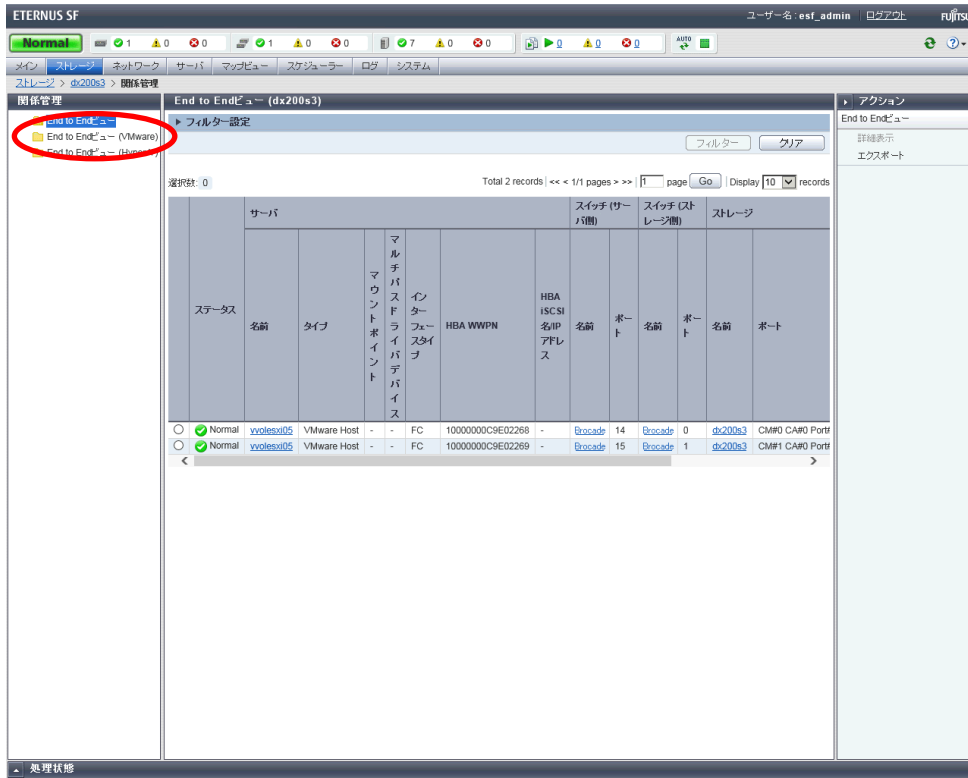 ETERNUS SF
ユーザー名 : esf_admin ログアウト FUJITSU
Normal 1 0 0 1 0 0 7 0 0 0 0 0 AUTO
メイン ストレージ ネットワーク サーバ マップビュー スケジューラー ログ システム
ストレージ > dx200s3 > 関係管理
関係管理
End to Endビュー
End to Endビュー (VMware)
End to Endビュー
End to Endビュー (dx200s3)
フィルター設定
フィルター クリア
選択数: 0 Total 2 records << < 1/1 pages > >> 1 page Go Display 10 records
サーバ スイッチ (サーバ側) スイッチ (ストレージ側) ストレージ
ステータス 名前 タイプ マウントポイント マルチパスドライバデバイス インターフェースタイプ HBA WWPN HBA iSCSI名/IPアドレス 名前 ポート 名前 ポート 名前 ポート
Normal vvolesxi05 VMware Host - - FC 10000000C9E02268 - Brocade 14 Brocade 0 dx200s3 CM#0 CA#0 Port#
Normal vvolesxi05 VMware Host - - FC 10000000C9E02269 - Brocade 15 Brocade 1 dx200s3 CM#1 CA#0 Port#
アクション
End to Endビュー
詳細表示
エクスポート
処理状態